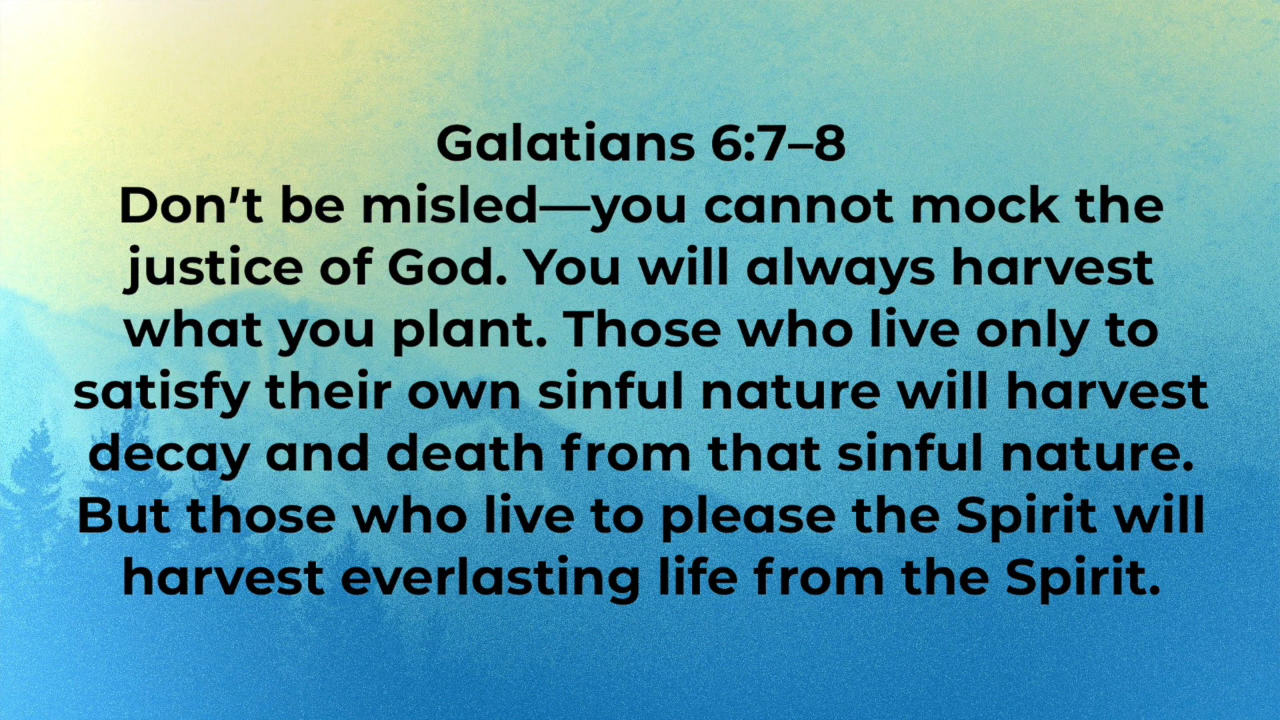 Galatians 6:7–8
Don't be misled—you cannot mock the
justice of God. You will always harvest
what you plant. Those who live only to
satisfy their own sinful nature will harvest
decay and death from that sinful nature.
But those who live to please the Spirit will
harvest everlasting life from the Spirit.